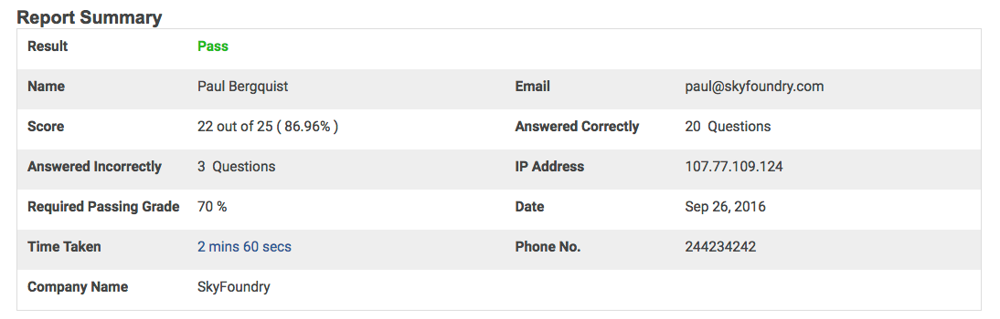 Report Summary
Result Pass
Name Paul Bergquist Email paul@skyfoundry.com
Score 22 out of 25 ( 86.96% ) Answered Correctly 20 Questions
Answered Incorrectly 3 Questions IP Address 107.77.109.124
Required Passing Grade 70 % Date Sep 26, 2016
Time Taken 2 mins 60 secs Phone No. 244234242
Company Name SkyFoundry